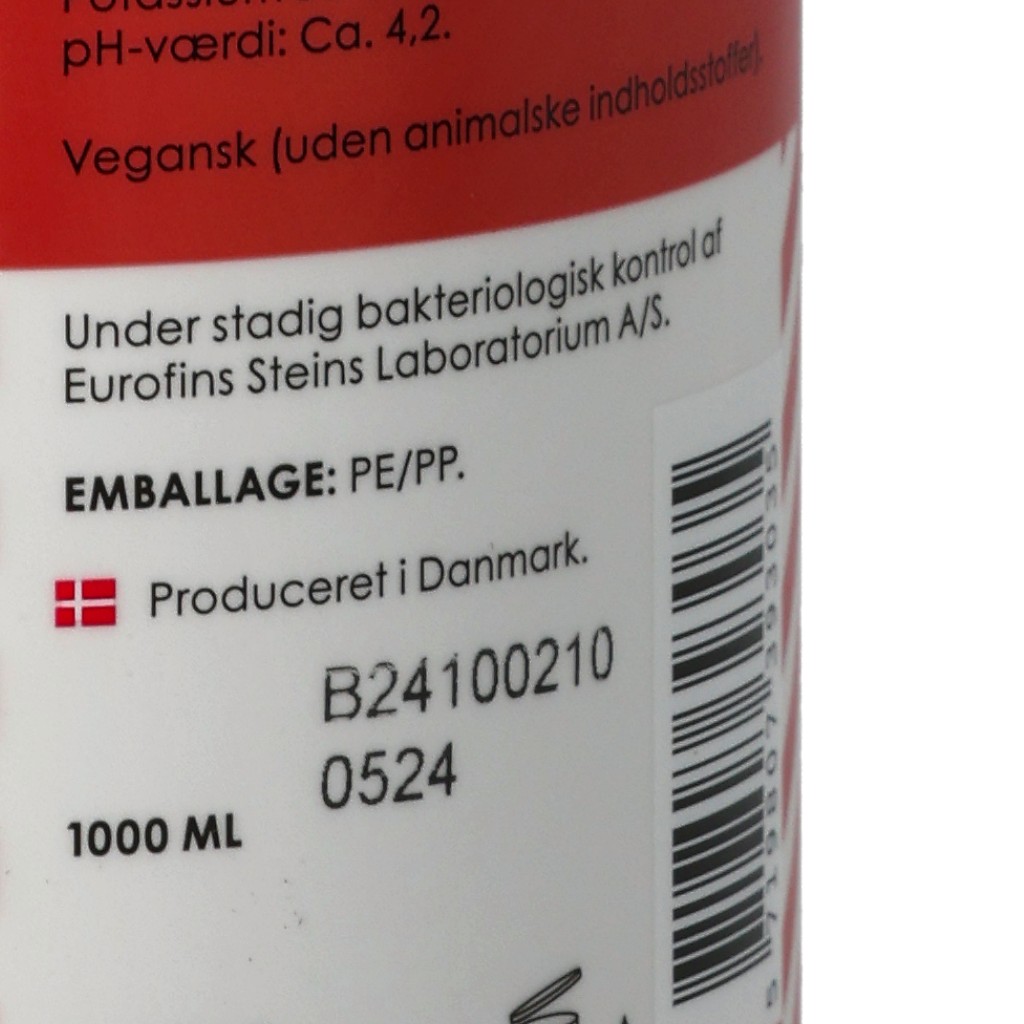 pH-værdi: Ca. 4,2.
Vegansk (uden animalske indholdsstoffer).
Under stadig bakteriologisk kontrol af
Eurofins Steins Laboratorium A/S.
EMBALLAGE: PE/PP.
Produceret i Danmark.
B24100210
0524
1000 ML